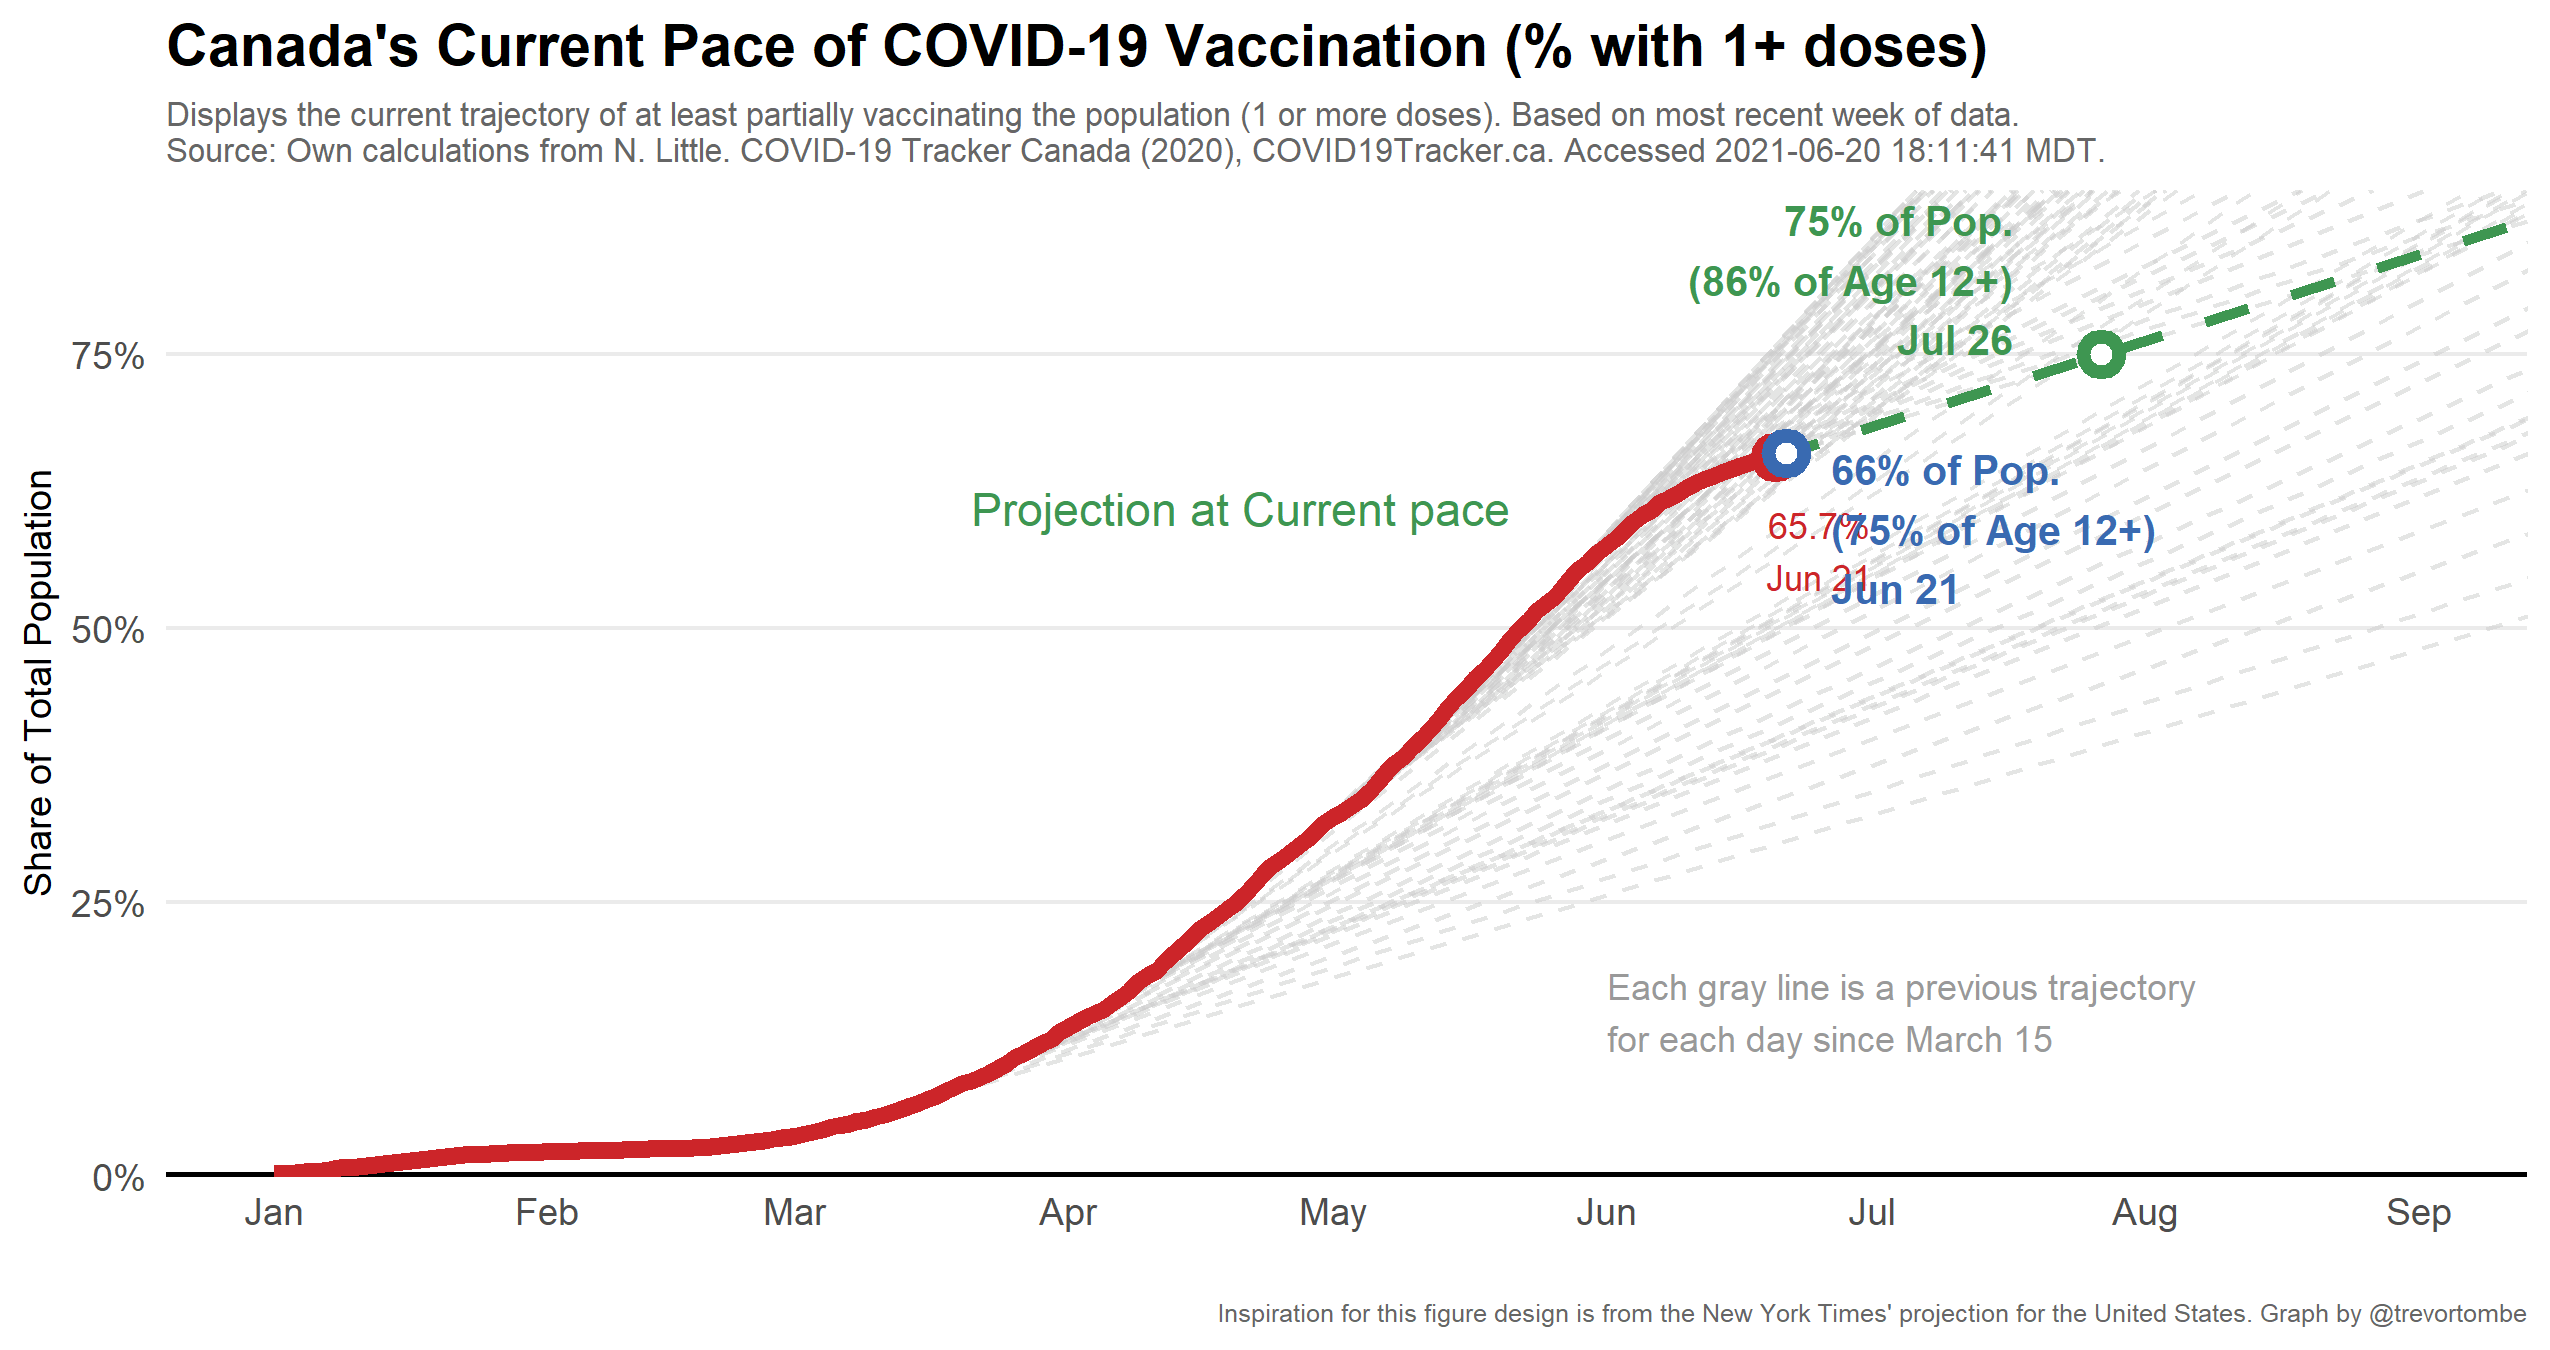 Canada's Current Pace of COVID-19 Vaccination (% with 1+ doses)
Displays the current trajectory of at least partially vaccinating the population (1 or more doses). Based on most recent week of data.
Source: Own calculations from N. Little. COVID-19 Tracker Canada (2020), COVID19Tracker.ca. Accessed 2021-06-20 18:11:41 MDT.
75% of Pop.
(86% of Age 12+)
Jul 26
75%
66% of Pop.
Projection at Current pace
65.7%
(75% of Age 12+)
Jun 21
Jun 21
Share of Total Population
50%
25%
Each gray line is a previous trajectory
for each day since March 15
0%
Jan Feb Mar Apr May Jun Jul Aug Sep
Inspiration for this figure design is from the New York Times' projection for the United States. Graph by @trevortombe